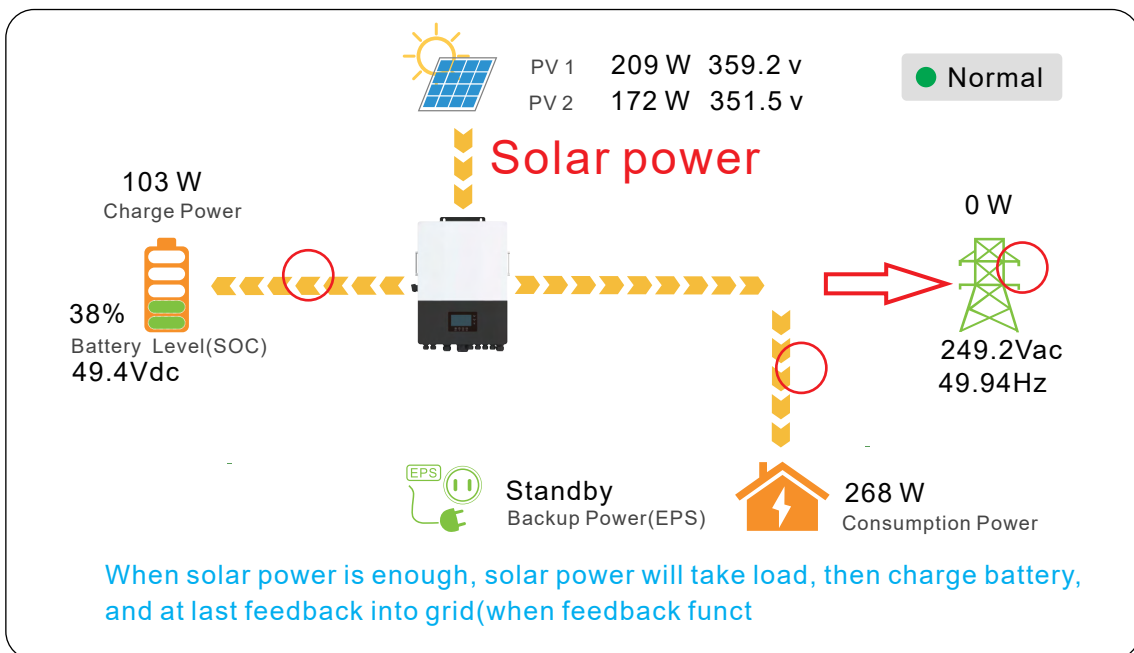 PV 1 209 W 359.2 v
PV 2 172 W 351.5 v
Normal
Solar power
103 W
Charge Power
0 W
38%
Battery Level(SOC)
49.4Vdc
249.2Vac
49.94Hz
EPS
Standby
Backup Power(EPS)
268 W
Consumption Power
When solar power is enough, solar power will take load, then charge battery,
and at last feedback into grid(when feedback funct